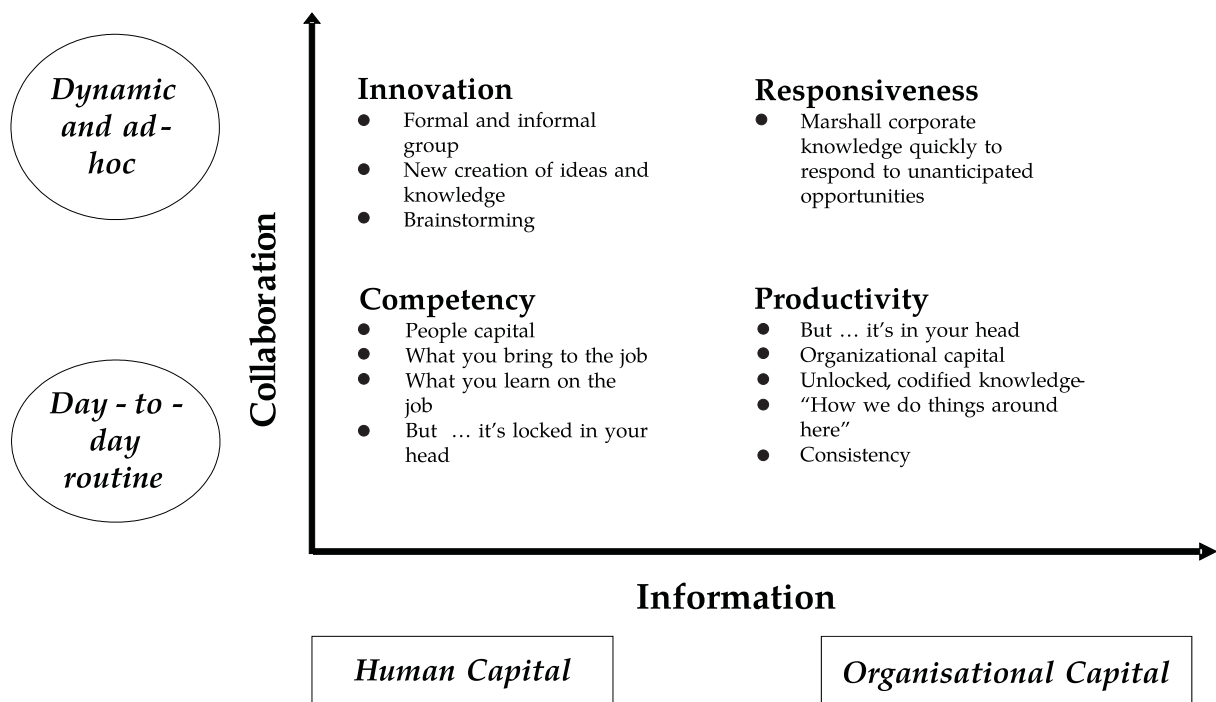 Dynamic
and ad-
hoc
Day - to -
day
routine
Collaboration
Innovation
● Formal and informal
group
● New creation of ideas and
knowledge
● Brainstorming
Responsiveness
● Marshall corporate
knowledge quickly to
respond to unanticipated
opportunities
Competency
● People capital
● What you bring to the job
● What you learn on the
job
● But … it's locked in your
head
Productivity
● But … it's in your head
● Organizational capital
● Unlocked, codified knowledge-
● “How we do things around
here”
● Consistency
Information
Human Capital
Organisational Capital